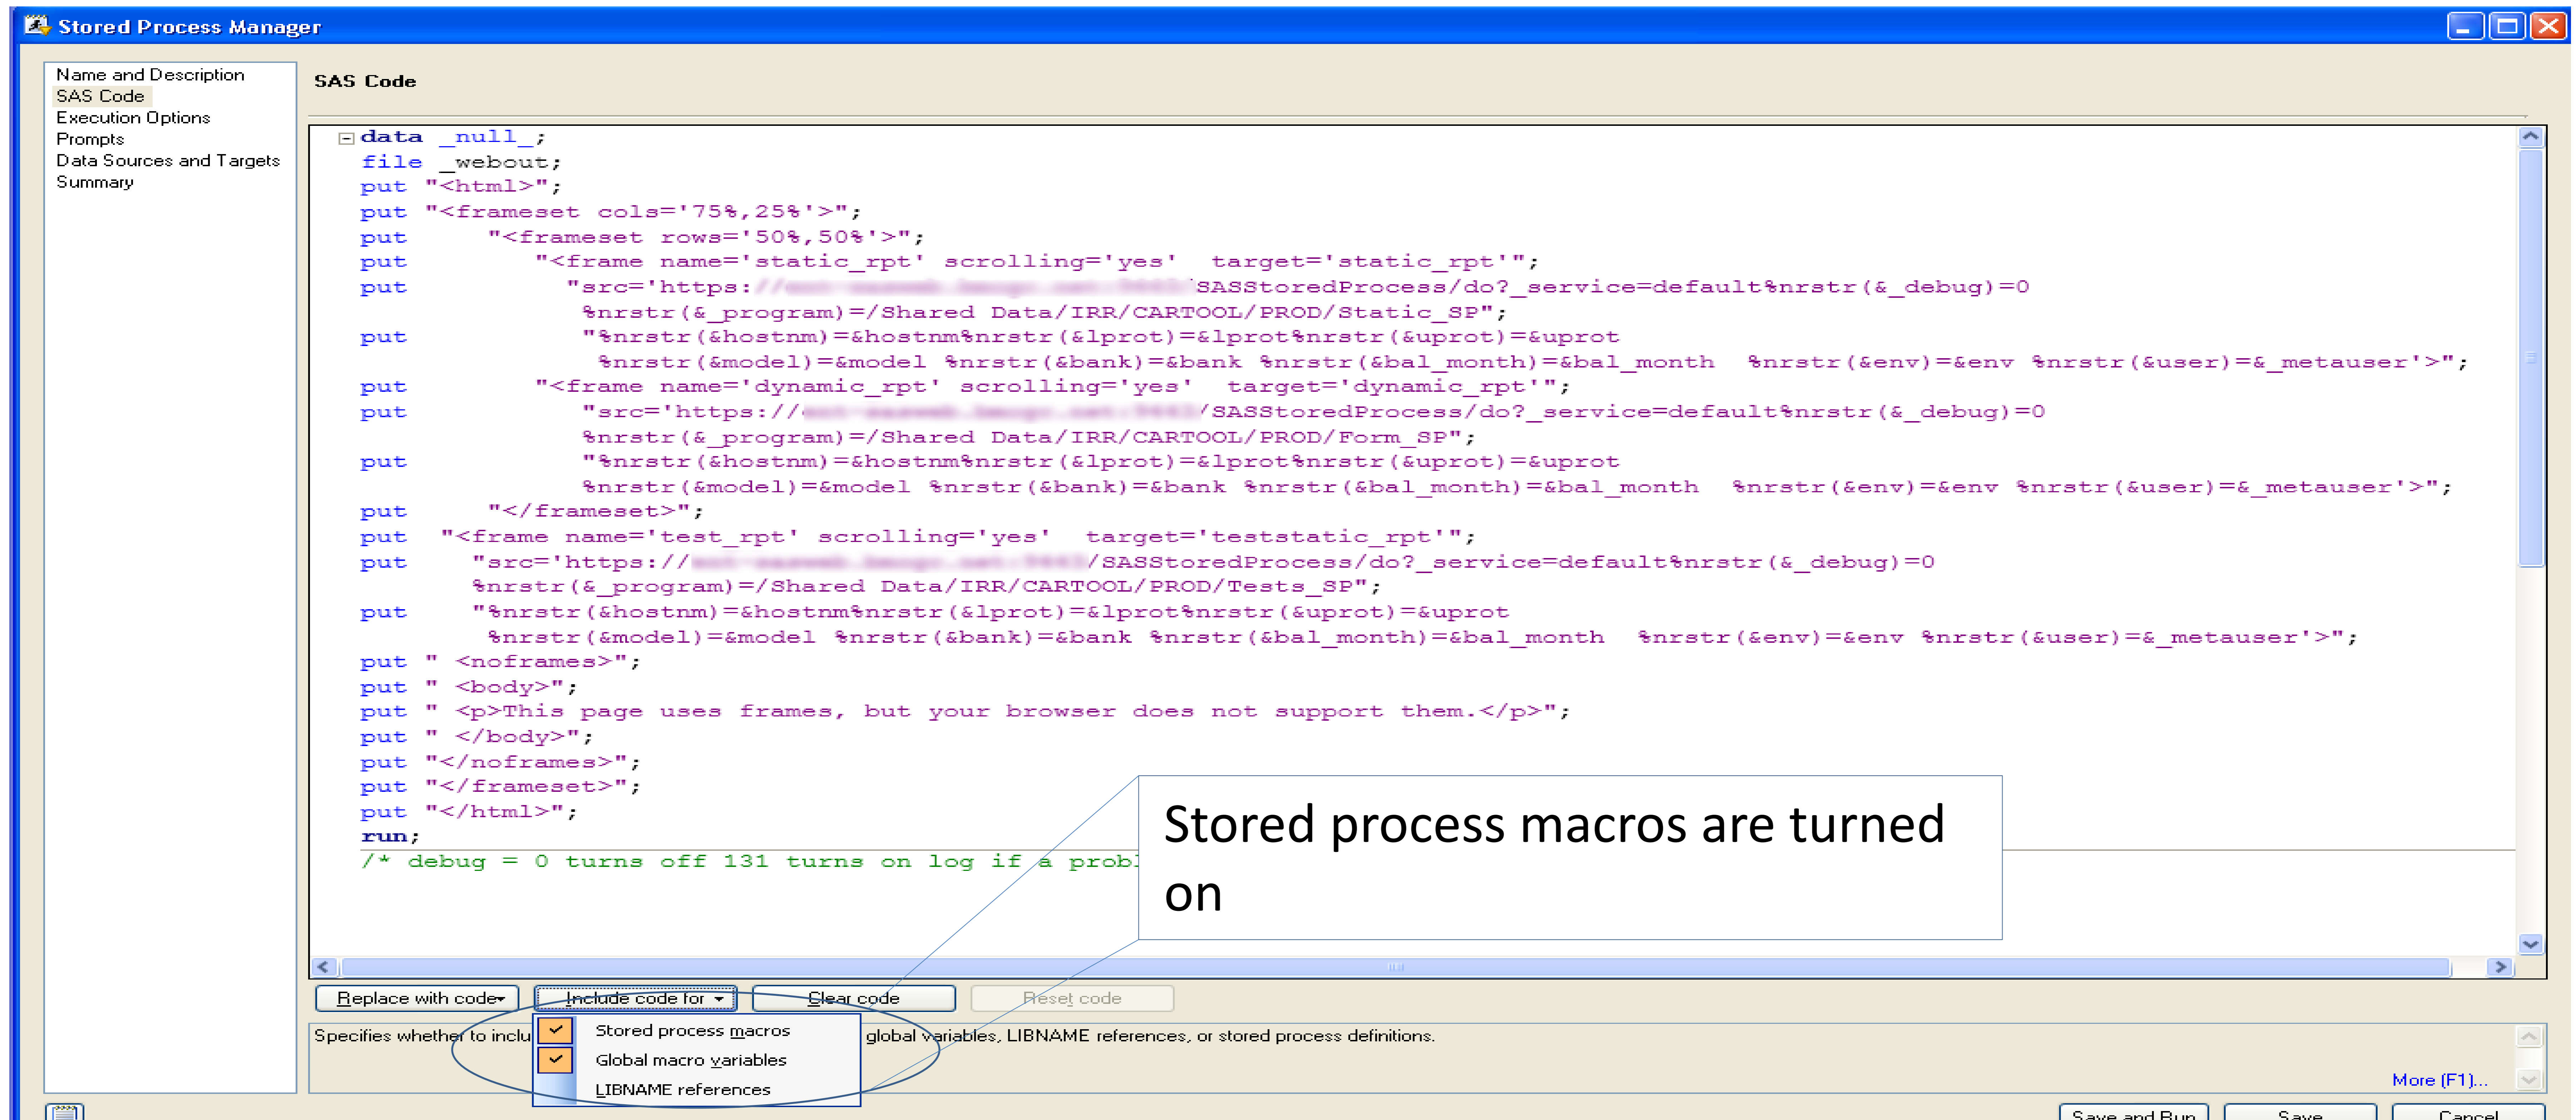 Stored Process Manager
Name and Description
SAS Code
Execution Options
Prompts
Data Sources and Targets
Summary
SAS Code
data _null_;
file _webout;
put "<html>";
put "<frameset cols='75%,25%'>";
put "<frameset rows='50%,50%'>";
put "<frame name='static_rpt' scrolling='yes' target='static_rpt'";
put "src='https:// SASStoredProcess/do?_service=default%nrstr(&_debug)=0
%nrstr(&_program)=/Shared Data/IRR/CARTOOL/PROD/Static_SP";
put "%nrstr(&hostnm)=&hostnm%nrstr(&lprot)=&lprot%nrstr(&uprot)=&uprot
%nrstr(&model)=&model %nrstr(&bank)=&bank %nrstr(&bal_month)=&bal_month %nrstr(&env)=&env %nrstr(&user)=&_metauser'>";
put "<frame name='dynamic_rpt' scrolling='yes' target='dynamic_rpt'";
put "src='https:// /SASStoredProcess/do?_service=default%nrstr(&_debug)=0
%nrstr(&_program)=/Shared Data/IRR/CARTOOL/PROD/Form_SP";
put "%nrstr(&hostnm)=&hostnm%nrstr(&lprot)=&lprot%nrstr(&uprot)=&uprot
%nrstr(&model)=&model %nrstr(&bank)=&bank %nrstr(&bal_month)=&bal_month %nrstr(&env)=&env %nrstr(&user)=&_metauser'>";
put "</frameset>";
put "<frame name='test_rpt' scrolling='yes' target='teststatic_rpt'";
put "src='https:// /SASStoredProcess/do?_service=default%nrstr(&_debug)=0
%nrstr(&_program)=/Shared Data/IRR/CARTOOL/PROD/Tests_SP";
put "%nrstr(&hostnm)=&hostnm%nrstr(&lprot)=&lprot%nrstr(&uprot)=&uprot
%nrstr(&model)=&model %nrstr(&bank)=&bank %nrstr(&bal_month)=&bal_month %nrstr(&env)=&env %nrstr(&user)=&_metauser'>";
put " <noframes>";
put " <body>";
put " <p>This page uses frames, but your browser does not support them.</p>";
put " </body>";
put "</noframes>";
put "</frameset>";
put "</html>";
run;
/* debug = 0 turns off 131 turns on log if a probl
Stored process macros are turned
on
Replace with code Include code for Clear code Reset code
Specifies whether to inclu global variables, LIBNAME references, or stored process definitions.
Stored process macros
Global macro variables
LIBNAME references
More (F1)...
Save and Run Save Cancel